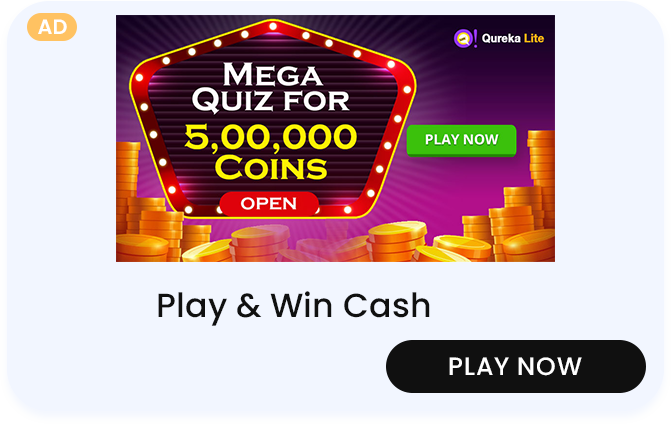 AD
Qureka Lite
MEGA
QUIZ FOR
5,00,000
COINS
PLAY NOW
OPEN
Play & Win Cash
PLAY NOW